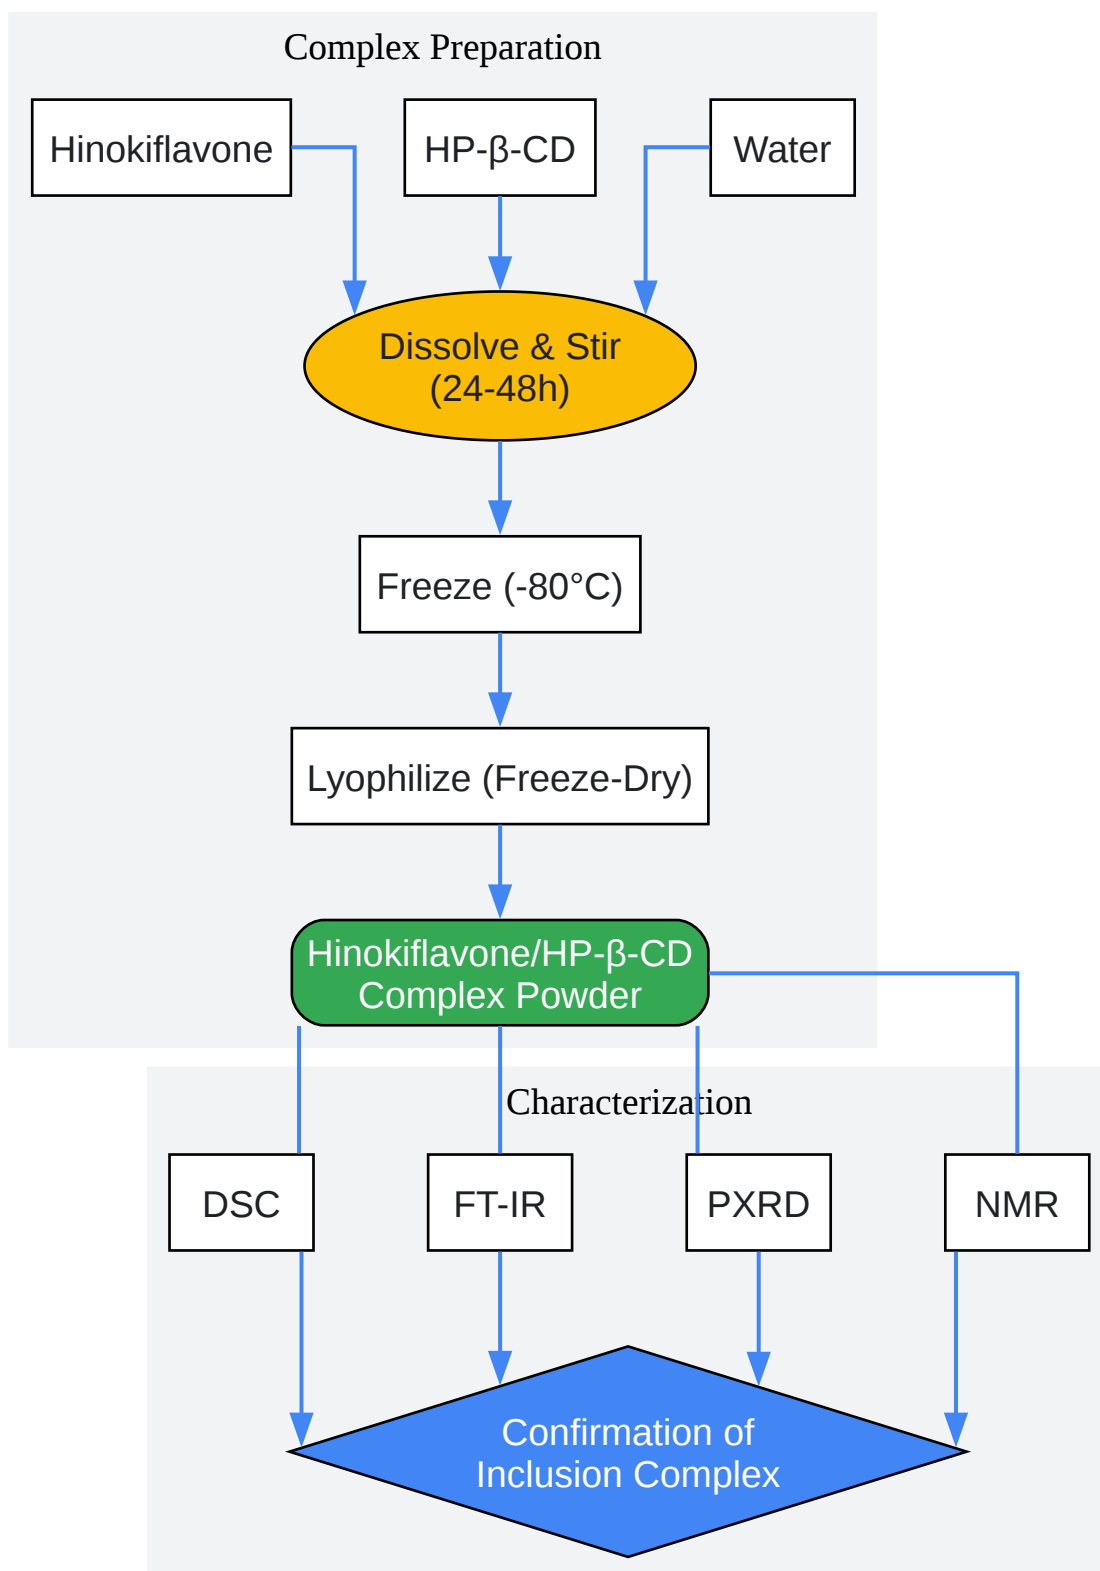 Complex Preparation
Hinokiflavone
HP-β-CD
Water
Dissolve & Stir
(24-48h)
Freeze (-80°C)
Lyophilize (Freeze-Dry)
Hinokiflavone/HP-β-CD
Complex Powder
Characterization
DSC
FT-IR
PXRD
NMR
Confirmation of
Inclusion Complex